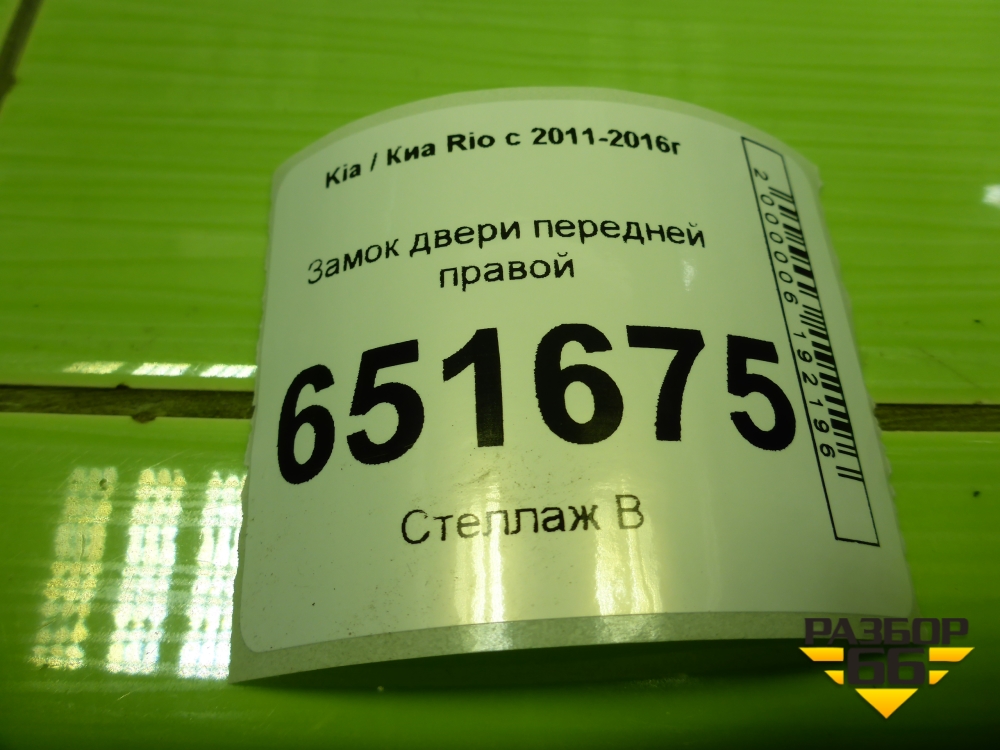 Kia / Киа Rio с 2011-2016г
Замок двери передней
правой
651675
Стеллаж В
2000006192196
РАЗБОР
66